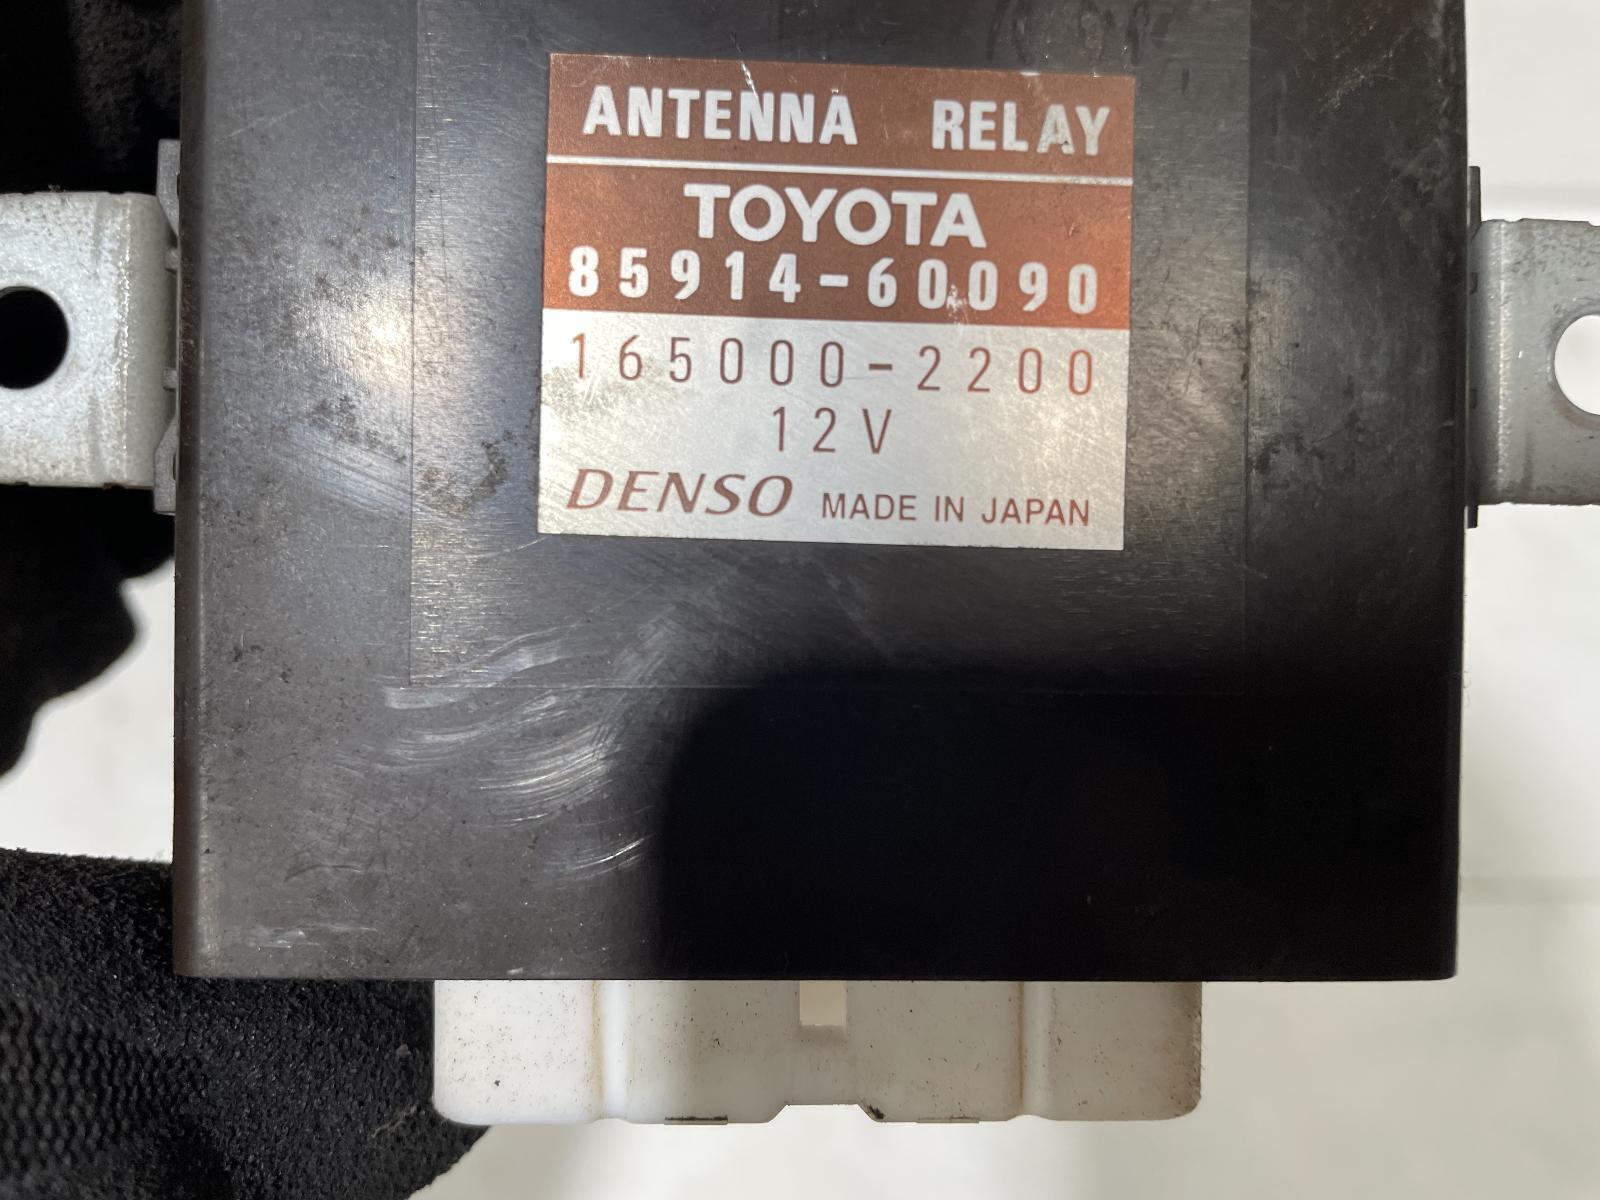 ANTENNA RELAY
TOYOTA
85914-60090
165000-2200
12V
DENSO MADE IN JAPAN